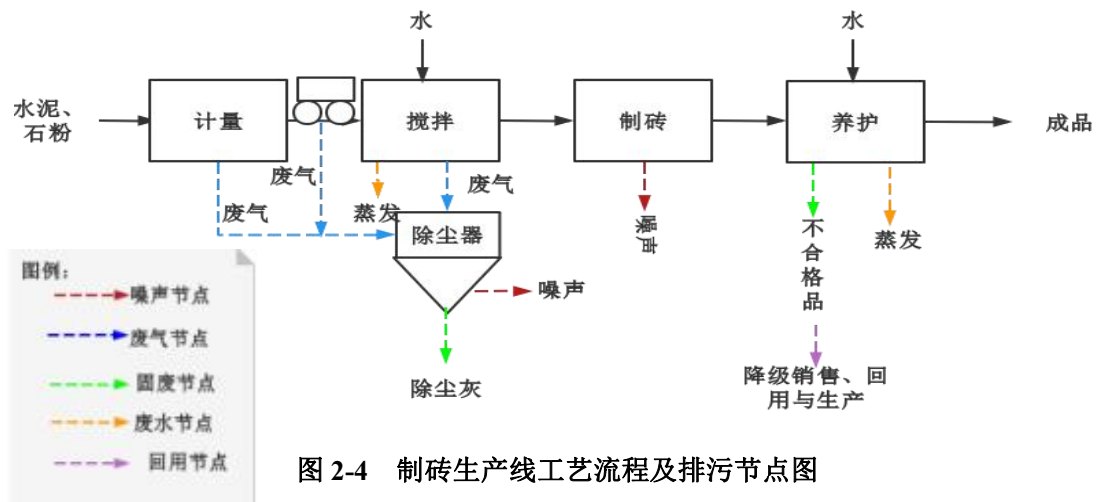 水
水
水泥、
石粉
计量
搅拌
制砖
养护
成品
废气
废气
废气
蒸发
除尘器
噪声
噪声
除尘灰
不合格品
蒸发
降级销售、回
用与生产
图例：
噪声节点
废气节点
固废节点
废水节点
回用节点
图 2-4 制砖生产线工艺流程及排污节点图